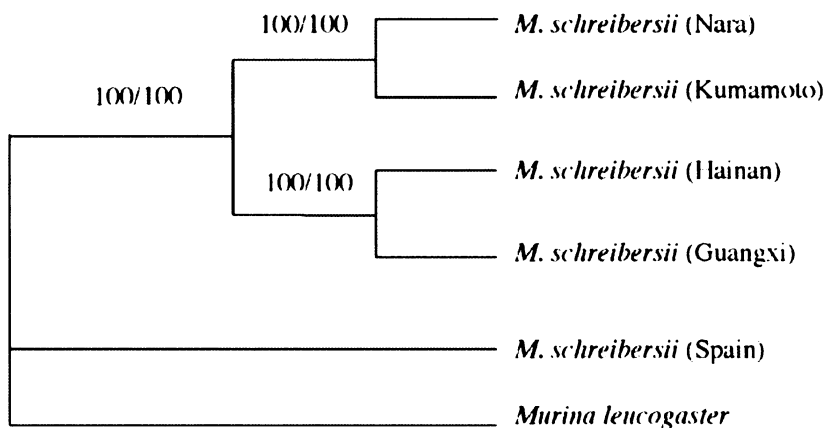 100/100
M. schreibersii (Nara)
100/100
M. schreibersii (Kumamoto)
100/100
M. schreibersii (Hainan)
M. schreibersii (Guangxi)
M. schreibersii (Spain)
Murina leucogaster